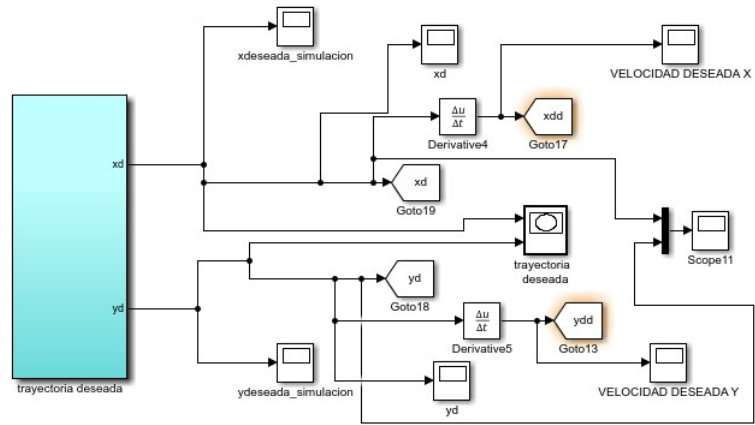 xdeseada_simulacion
xd
VELOCIDAD DESEADA X
Δu
Δt
Derivative4
xdd
Goto17
xd
xd
Goto19
trayectoria
deseada
Scope11
yd
Goto18
yd
Δu
Δt
Derivative5
ydd
Goto13
trayectoria deseada
ydeseada_simulacion
yd
VELOCIDAD DESEADA Y